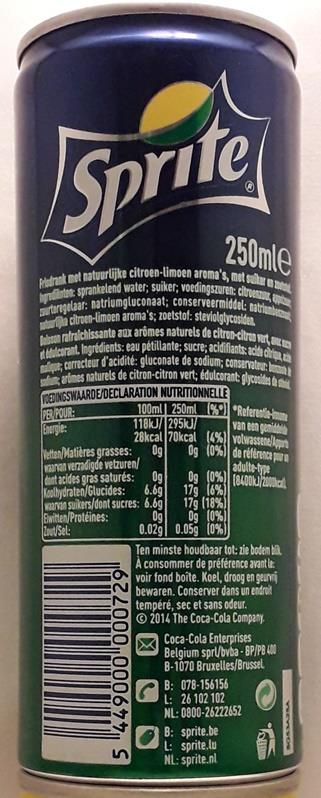 Sprite
®
250ml e
Frisdrank met natuurlijke citroen-limoen aroma's, met suiker en
Ingrediënten: sprankelend water; suiker; voedingszuren: citroenzuur,
zuurteregelaar: natriumgluconaat; conserveermiddel:
natuurlijke citroen-limoen aroma's; zoetstof: steviolglycosiden.
Boisson rafraîchissante aux arômes naturels de citron-citron vert, avec sucre
et édulcorant. Ingrédients: eau pétillante; sucre; acidifiants: acide citrique, acide
malique; correcteur d'acidité: gluconate de sodium; conservateur:
sodium; arômes naturels de citron-citron vert; édulcorant: glycosides de
VOEDINGSWAARDE/DECLARATION NUTRITIONNELLE
PER/POUR: 100ml 250ml (%*)
Energie: 118kJ/ 295kJ/
28kcal 70kcal (4%)
Vetten/Matières grasses: 0g 0g (0%)
waarvan verzadigde vetzuren/
dont acides gras saturés: 0g 0g (0%)
Koolhydraten/Glucides: 6.6g 17g (6%)
waarvan suikers/dont sucres: 6.6g 17g (18%)
Eiwitten/Protéines: 0g 0g (0%)
Zout/Sel: 0.02g 0.05g (0%)
*Referentie-inname
van een gemiddelde
volwassene/Apports
de référence pour un
adulte-type
(8400kJ/2000kcal).
Ten minste houdbaar tot: zie bodem blik.
À consommer de préférence avant le:
voir fond boîte. Koel, droog en geurvrij
bewaren. Conserver dans un endroit
tempéré, sec et sans odeur.
© 2014 The Coca-Cola Company.
Coca-Cola Enterprises
Belgium sprl/bvba - BP/PB 400
B-1070 Bruxelles/Brussel.
B: 078-156156
L: 26 102 102
NL: 0800-26222652
B: sprite.be
L: sprite.lu
NL: sprite.nl
5 449000 000729